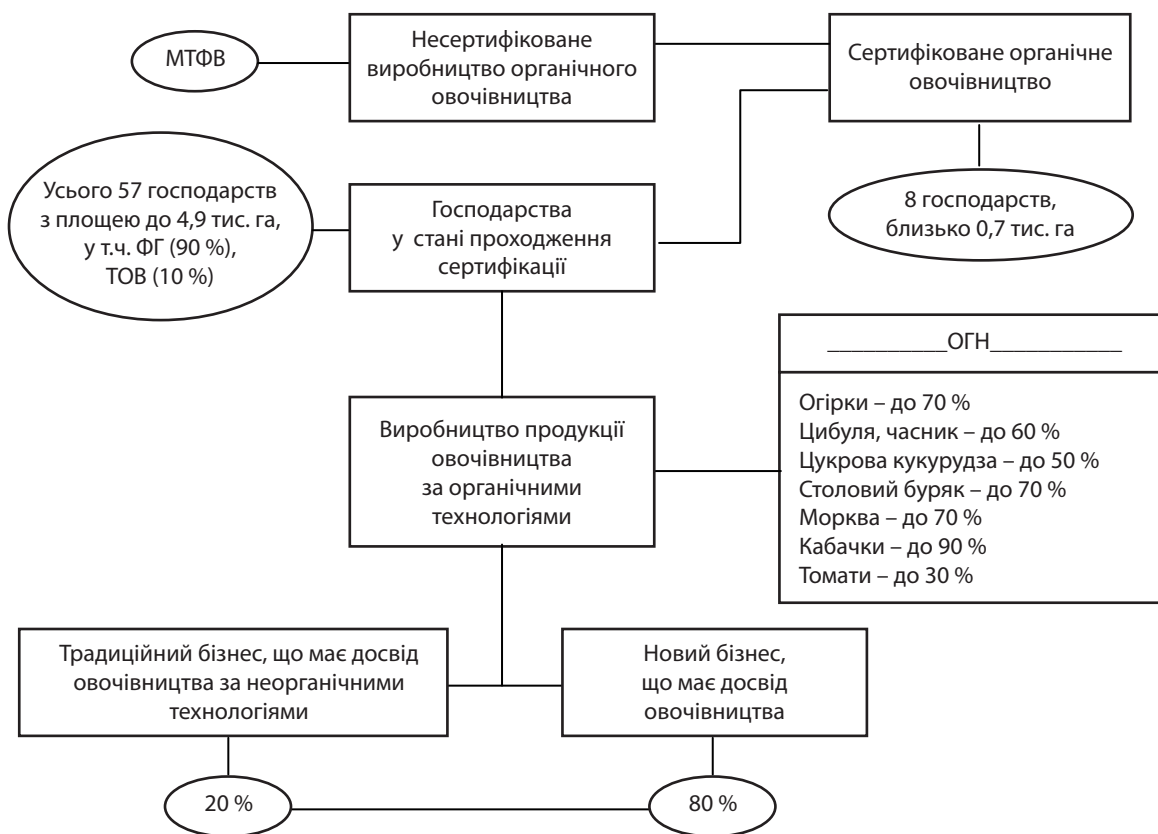 МТФВ
Несертифіковане
виробництво органічного
овочівництва
Сертифіковане органічне
овочівництво
Усього 57 господарств
з площею до 4,9 тис. га,
у т.ч. ФГ (90 %),
ТОВ (10 %)
Господарства
у стані проходження
сертифікації
8 господарств,
близько 0,7 тис. га
__________ОГН___________
Огірки – до 70 %
Цибуля, часник – до 60 %
Цукрова кукурудза – до 50 %
Столовий буряк – до 70 %
Морква – до 70 %
Кабачки – до 90 %
Томати – до 30 %
Виробництво продукції
овочівництва
за органічними
технологіями
Традиційний бізнес, що має досвід
овочівництва за неорганічними
технологіями
Новий бізнес,
що має досвід
овочівництва
20 %
80 %